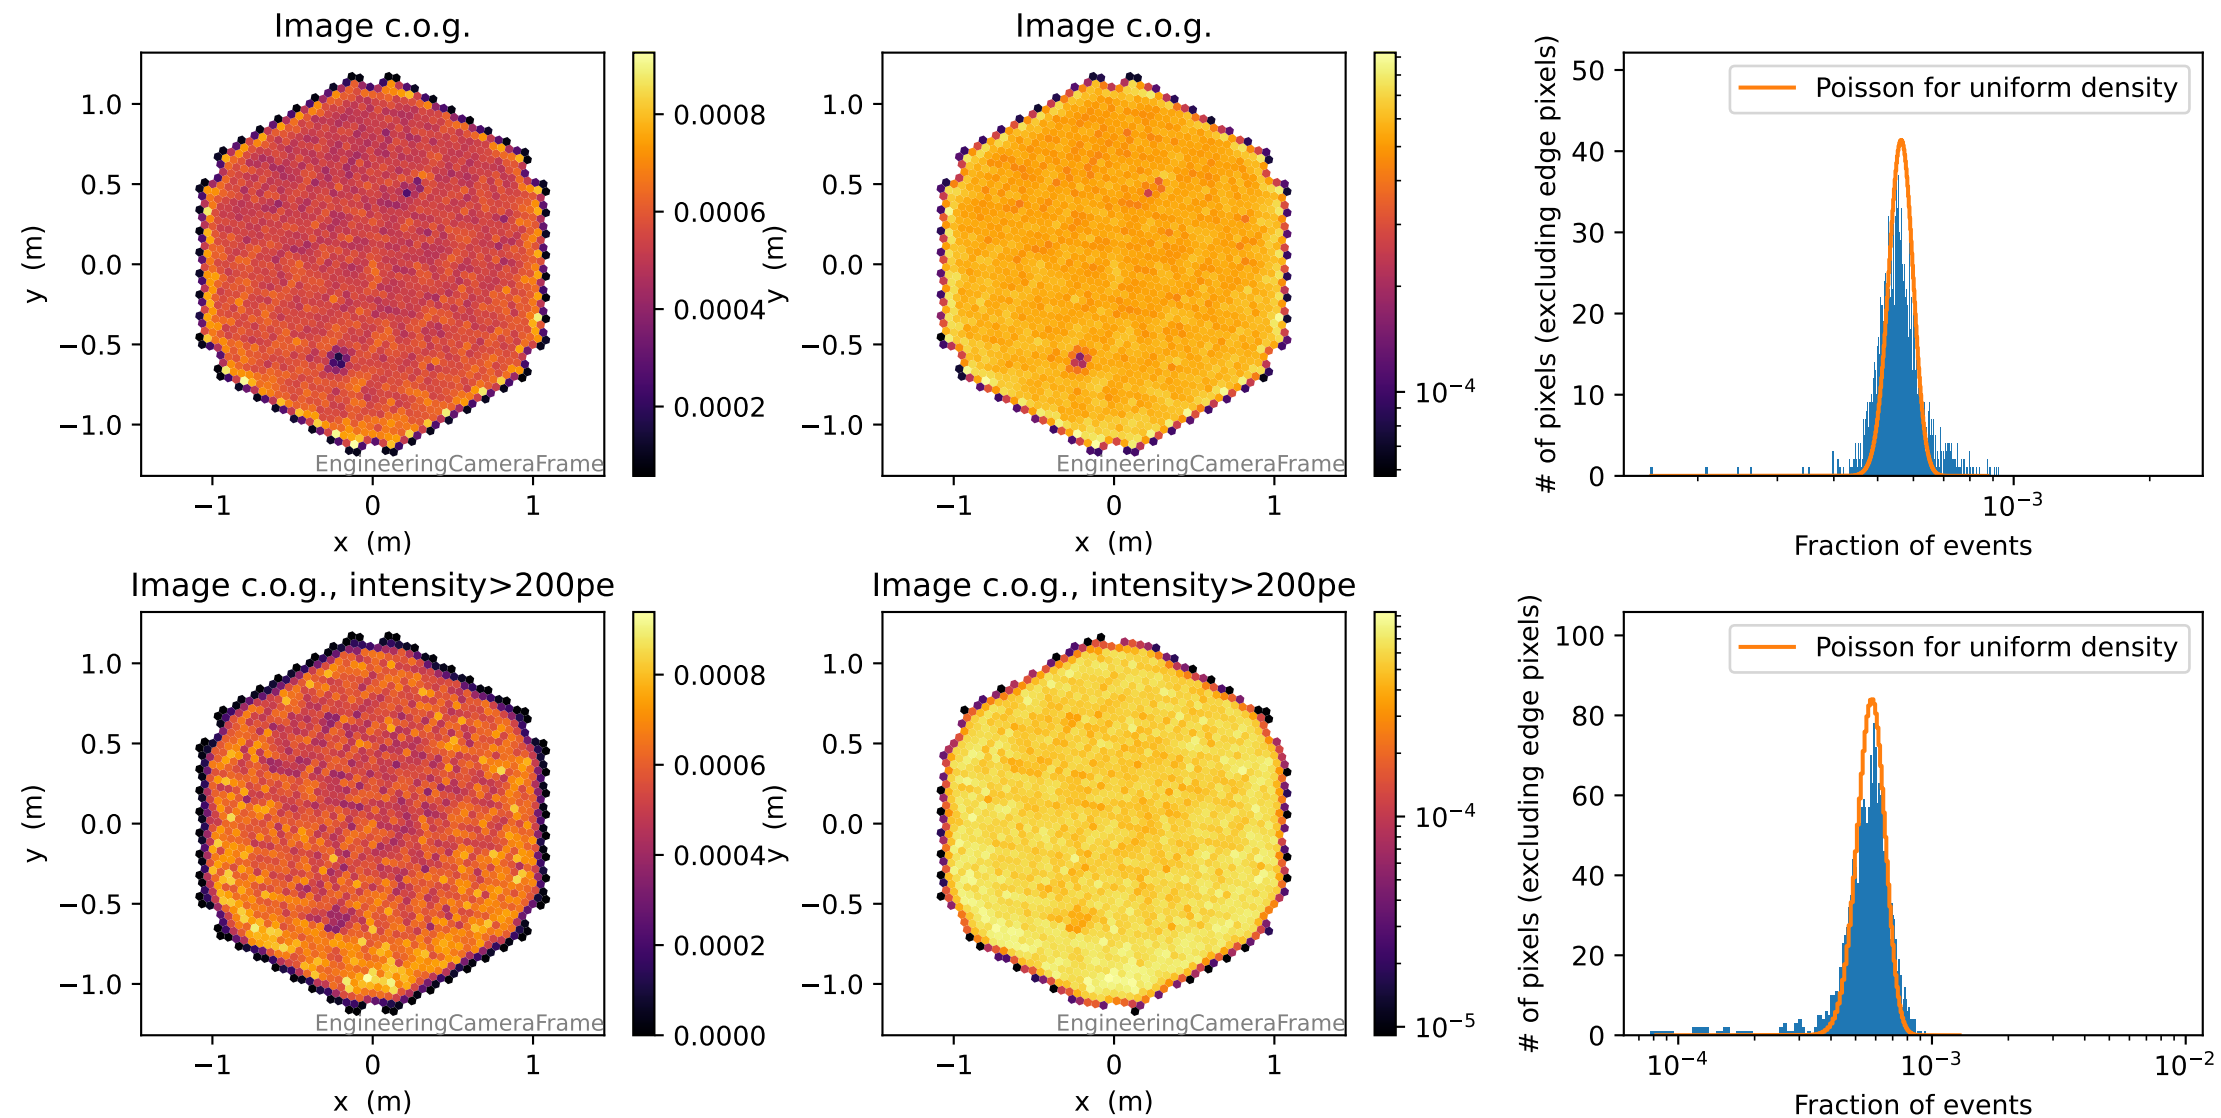 Image c.o.g.
1.0
0.5
0.0
−0.5
−1.0
y (m)
−1
0
1
x (m)
EngineeringCameraFrame
0.0008
0.0006
0.0004
0.0002
Image c.o.g.
1.0
0.5
0.0
−0.5
−1.0
y (m)
−1
0
1
x (m)
EngineeringCameraFrame
10⁻⁴
# of pixels (excluding edge pixels)
50
40
30
20
10
0
Poisson for uniform density
10⁻³
Fraction of events
Image c.o.g., intensity>200pe
1.0
0.5
0.0
−0.5
−1.0
y (m)
−1
0
1
x (m)
EngineeringCameraFrame
0.0008
0.0006
0.0004
0.0002
0.0000
Image c.o.g., intensity>200pe
1.0
0.5
0.0
−0.5
−1.0
y (m)
−1
0
1
x (m)
EngineeringCameraFrame
10⁻⁴
10⁻⁵
# of pixels (excluding edge pixels)
100
80
60
40
20
0
Poisson for uniform density
10⁻⁴
10⁻³
10⁻²
Fraction of events